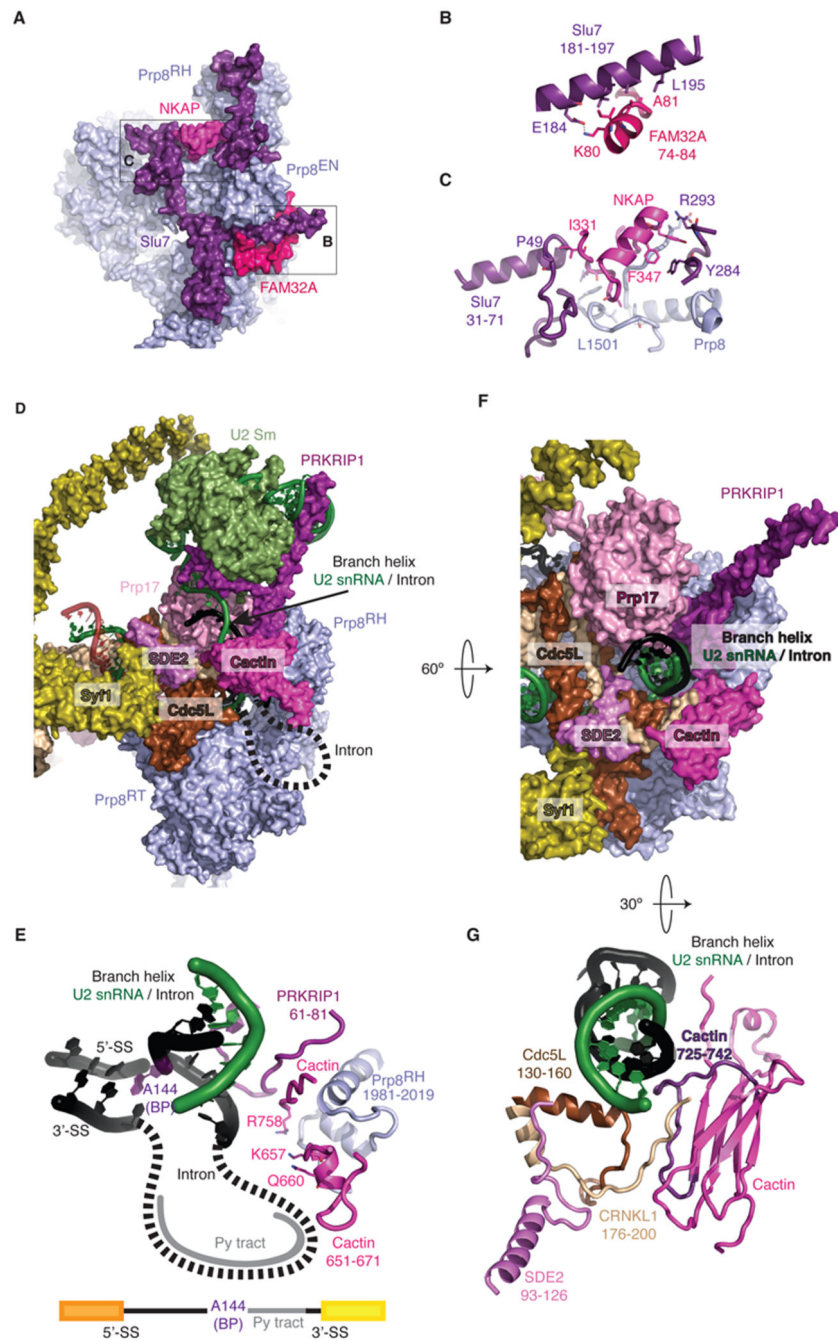 A
Prp8RH
NKAP
C
Prp8EN
Slu7
B
FAM32A
B
Slu7
181-197
L195
A81
E184
K80
FAM32A
74-84
C
NKAP
R293
I331
P49
F347
Y284
Slu7
31-71
L1501
Prp8
D
U2 Sm
PRKRIP1
Branch helix
U2 snRNA / Intron
Prp17
Prp8RH
SDE2
Cactin
Syf1
Cdc5L
Intron
Prp8RT
60º
F
PRKRIP1
Prp17
Branch helix
U2 snRNA / Intron
Cdc5L
SDE2
Cactin
Syf1
30º
E
Branch helix
U2 snRNA / Intron
PRKRIP1
61-81
5'-SS
Cactin
A144
(BP)
Prp8RH
1981-2019
3'-SS
R758
K657
Intron
Q660
Py tract
Cactin
651-671
A144
(BP)
Py tract
5'-SS
3'-SS
G
Branch helix
U2 snRNA / Intron
Cactin
725-742
Cdc5L
130-160
Cactin
CRNKL1
176-200
SDE2
93-126